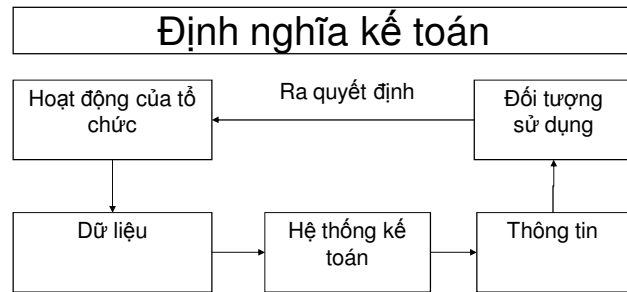 Định nghĩa kế toán
Hoạt động của tổ
chức
Ra quyết định
Đối tượng
sử dụng
Dữ liệu
Hệ thống kế
toán
Thông tin